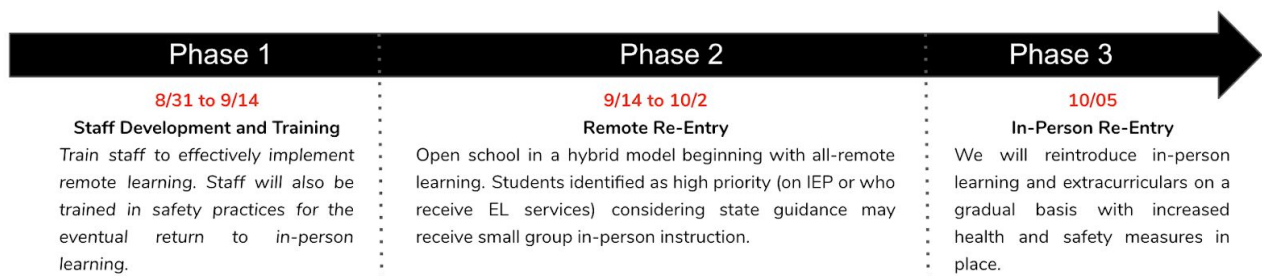 Phase 1
8/31 to 9/14
Staff Development and Training
Train staff to effectively implement
remote learning. Staff will also be
trained in safety practices for the
eventual return to in-person
learning.
Phase 2
9/14 to 10/2
Remote Re-Entry
Open school in a hybrid model beginning with all-remote
learning. Students identified as high priority (on IEP or who
receive EL services) considering state guidance may
receive small group in-person instruction.
Phase 3
10/05
In-Person Re-Entry
We will reintroduce in-person
learning and extracurriculars on a
gradual basis with increased
health and safety measures in
place.